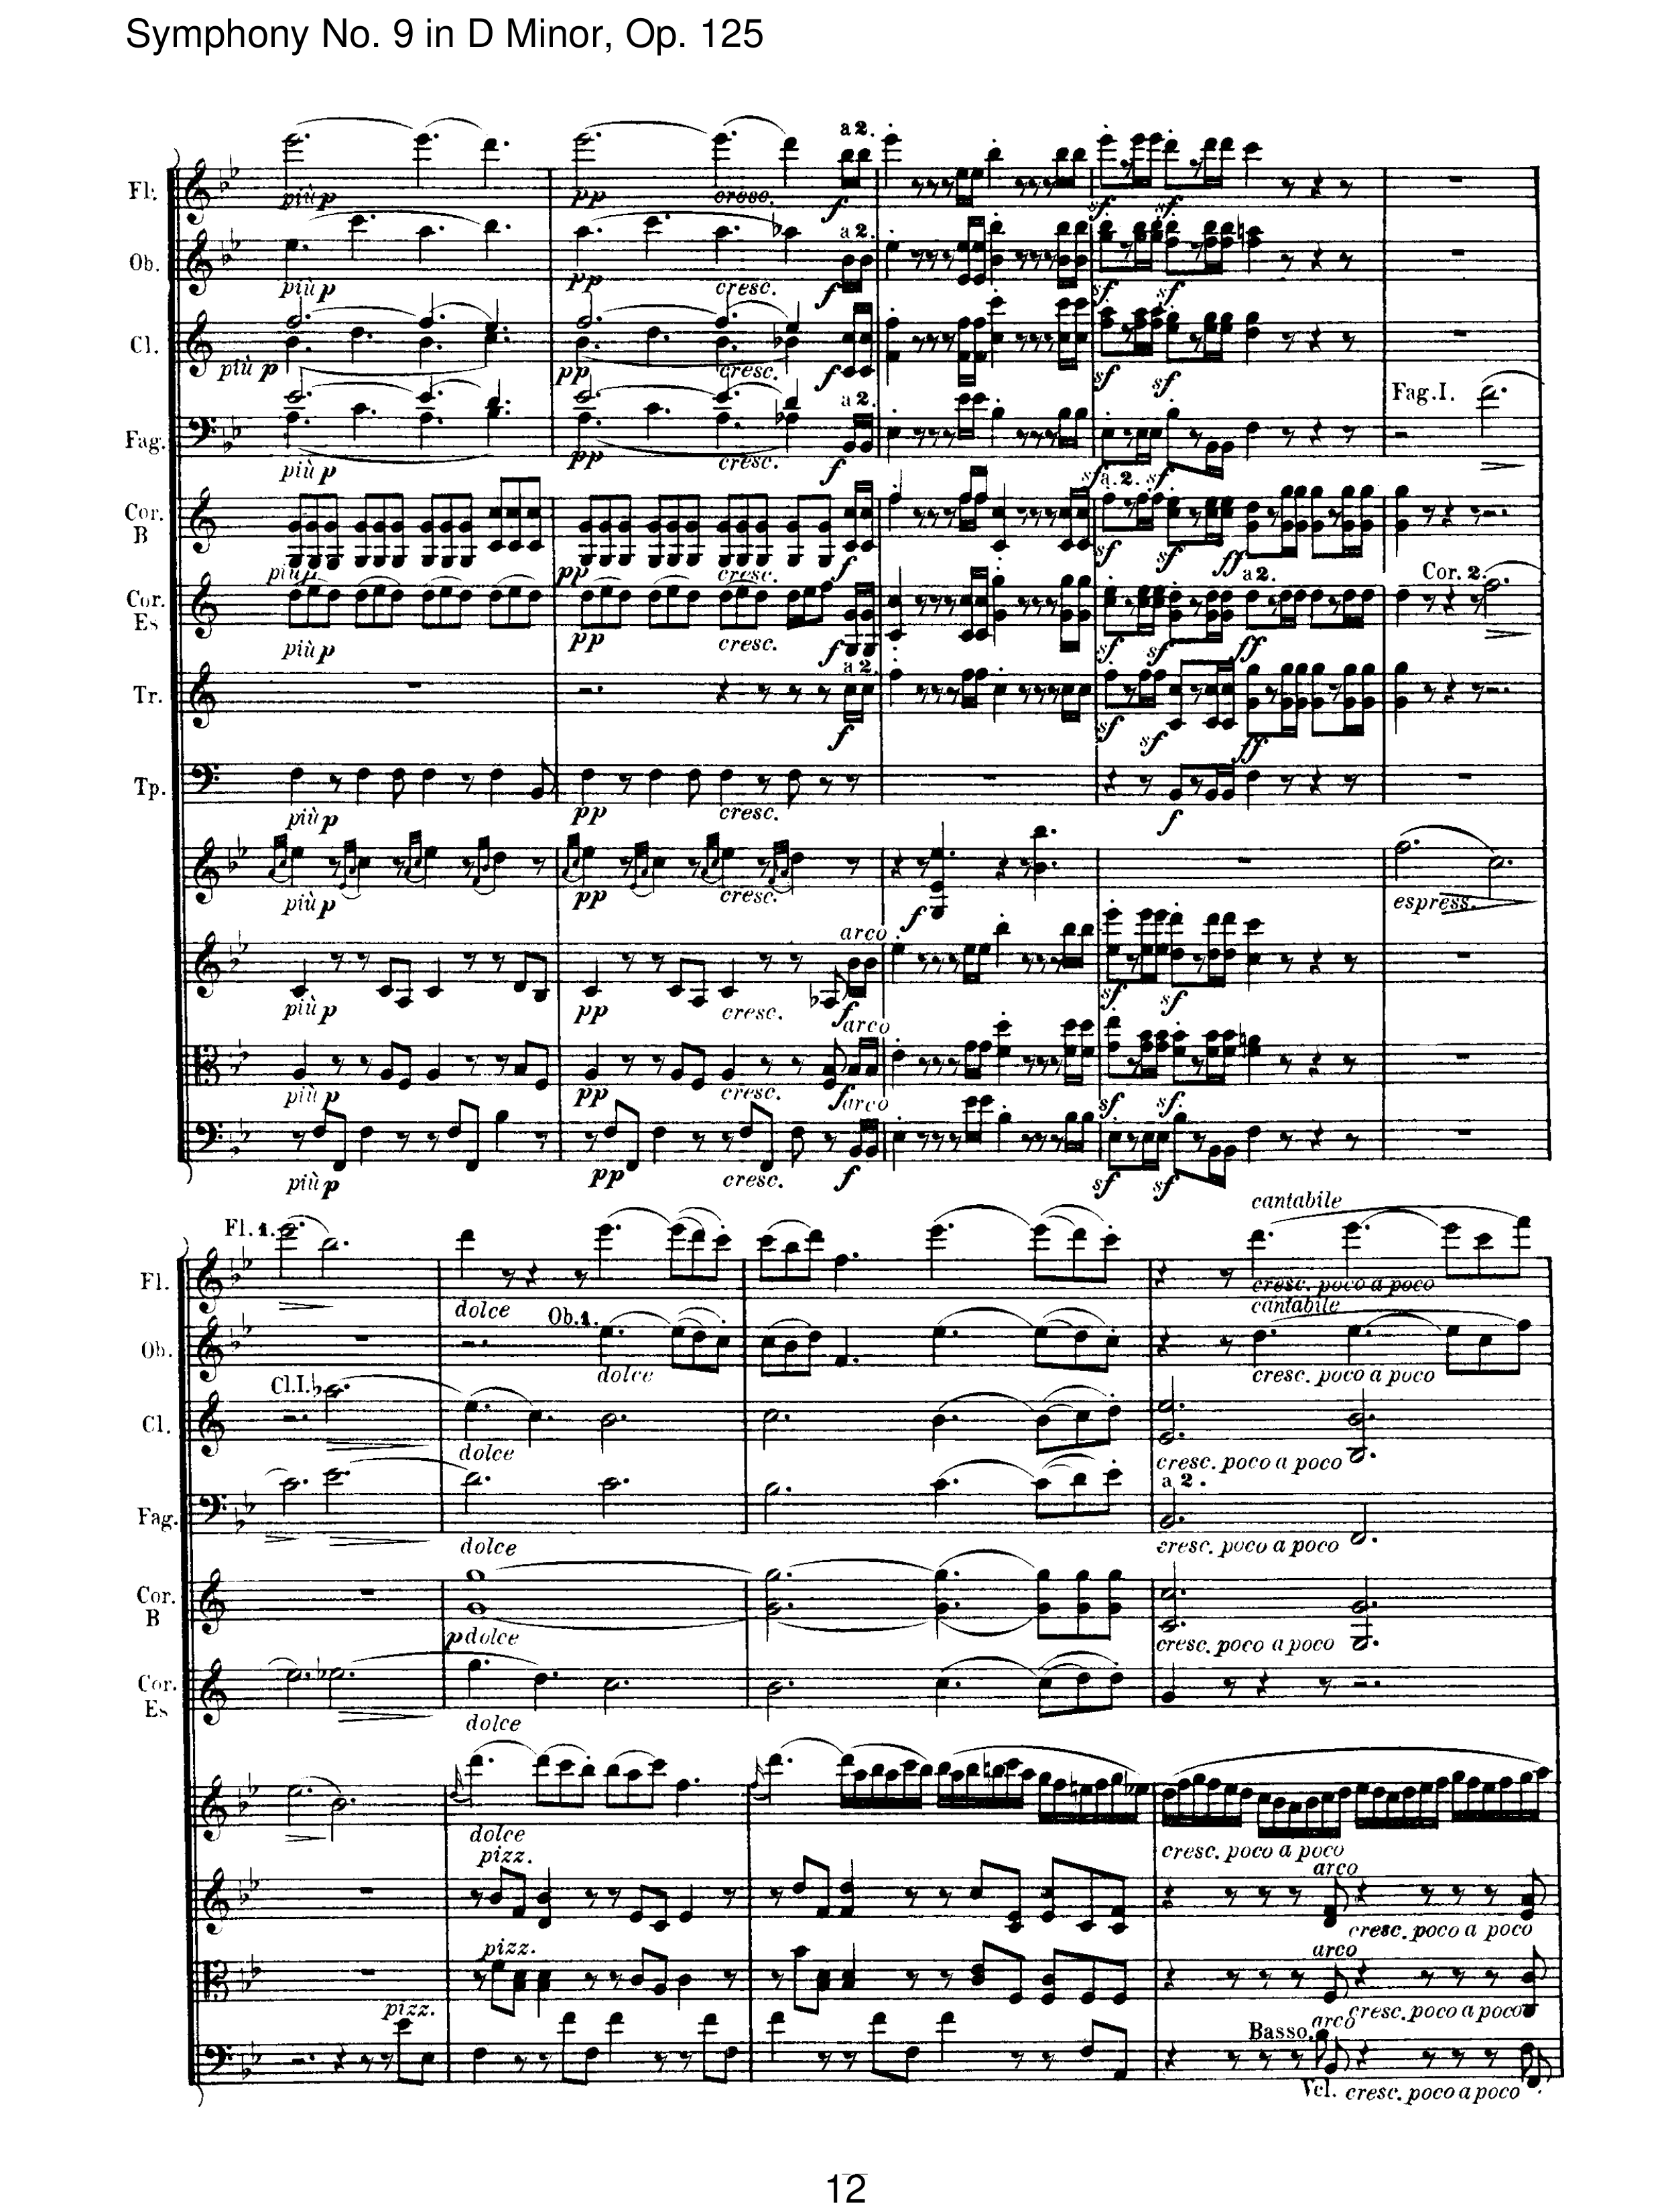 Symphony No. 9 in D Minor, Op. 125
a 2.
Fl.
più p
pp
cresc.
f
sf
sf
a 2.
Ob.
più p
pp
cresc.
f
sf
sf
Cl.
più p
pp
cresc.
f
sf
sf
a 2.
Fag. I.
Fag.
più p
pp
cresc.
f
sf
sf
a. 2.
Cor.
B
più p
pp
cresc.
f
sf
sf
ff
a 2.
Cor. 2.
Cor.
Es
più p
pp
cresc.
f
sf
sf
ff
a 2.
Tr.
f
sf
sf
ff
Tp.
più p
pp
cresc.
f
più p
pp
cresc.
f
espress.
arco
più p
pp
cresc.
f
sf
sf
arco
più p
pp
cresc.
f
sf
sf
arco
più p
pp
cresc.
f
sf
sf
cantabile
Fl. 1.
Fl.
dolce
cresc. poco a poco
cantabile
Ob. 1.
Ob.
dolce
cresc. poco a poco
Cl. I.
Cl.
dolce
cresc. poco a poco
a 2.
Fag.
dolce
cresc. poco a poco
Cor.
B
p dolce
cresc. poco a poco
Cor.
Es
dolce
dolce
cresc. poco a poco
pizz.
arco
cresc. poco a poco
pizz.
arco
cresc. poco a poco
pizz.
Basso.
arco
Vcl.
cresc. poco a poco
12